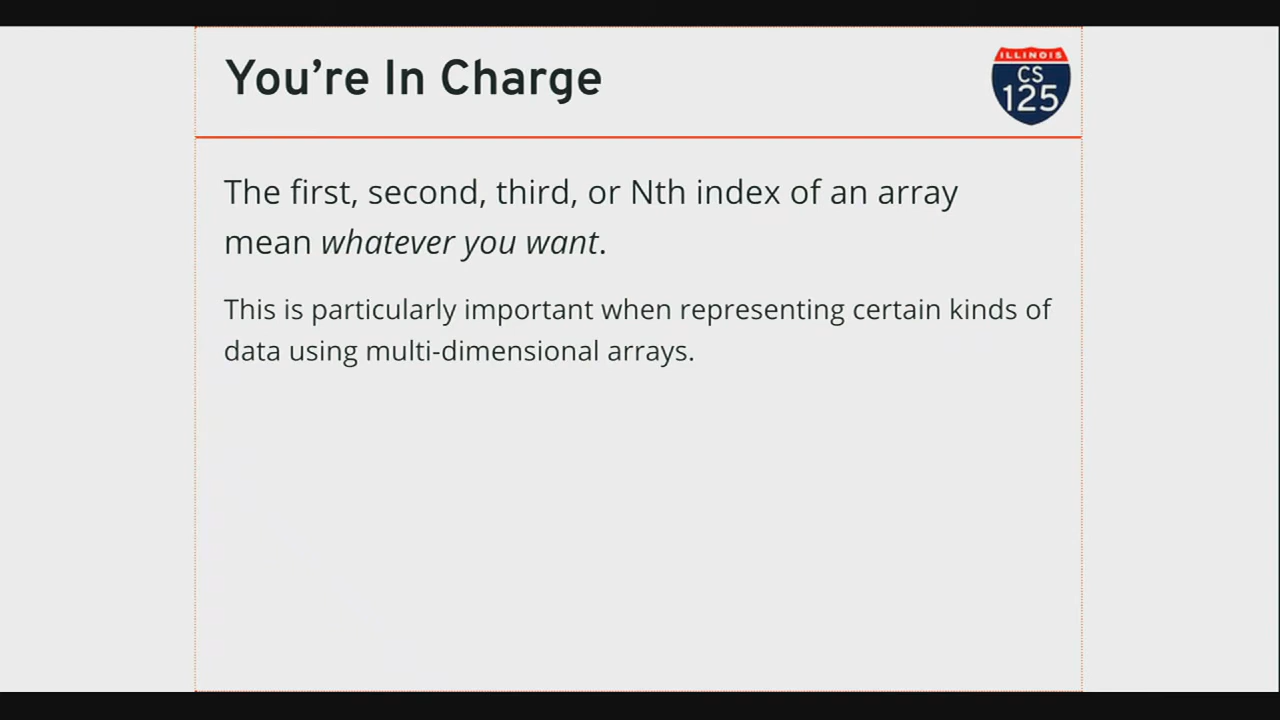 You're In Charge
ILLINOIS
CS
125
The first, second, third, or Nth index of an array
mean whatever you want.
This is particularly important when representing certain kinds of
data using multi-dimensional arrays.